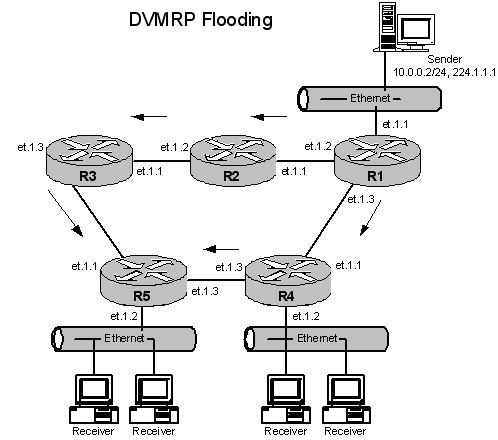 DVMRP Flooding
Sender
10.0.0.2/24, 224.1.1.1
Ethernet
et.1.1
et.1.3
et.1.2
et.1.2
R3
et.1.1
R2
et.1.1
R1
et.1.3
et.1.1
et.1.3
et.1.1
R5
et.1.3
R4
et.1.2
et.1.2
Ethernet
Ethernet
Receiver
Receiver
Receiver
Receiver